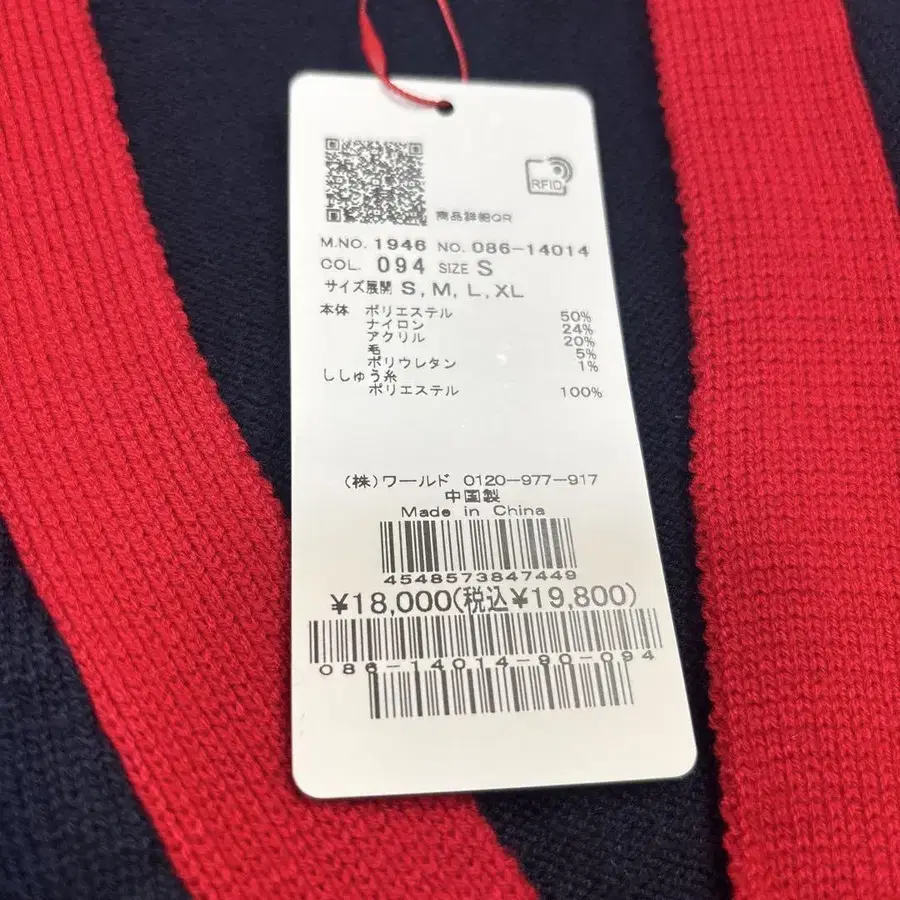 RFID
商品詳細QR
M.NO. 1946 NO. 086-14014
COL. 094 SIZE S
サイズ展開 S, M, L, XL
本体 ポリエステル 50%
ナイロン 24%
アクリル 20%
毛 5%
ポリウレタン 1%
ししゅう糸
ポリエステル 100%
(株)ワールド 0120-977-917
中国製
Made in China
4548573847449
¥18,000(税込¥19,800)
086-14014-90-094